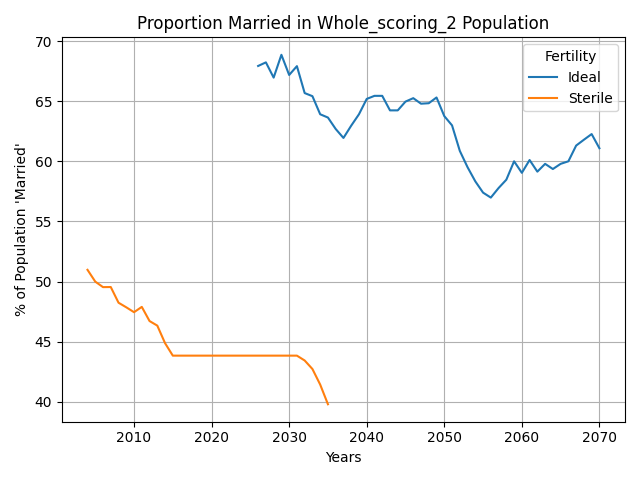 Proportion Married in Whole_scoring_2 Population
% of Population 'Married'
70
65
60
55
50
45
40
Fertility
Ideal
Sterile
2010 2020 2030 2040 2050 2060 2070
Years